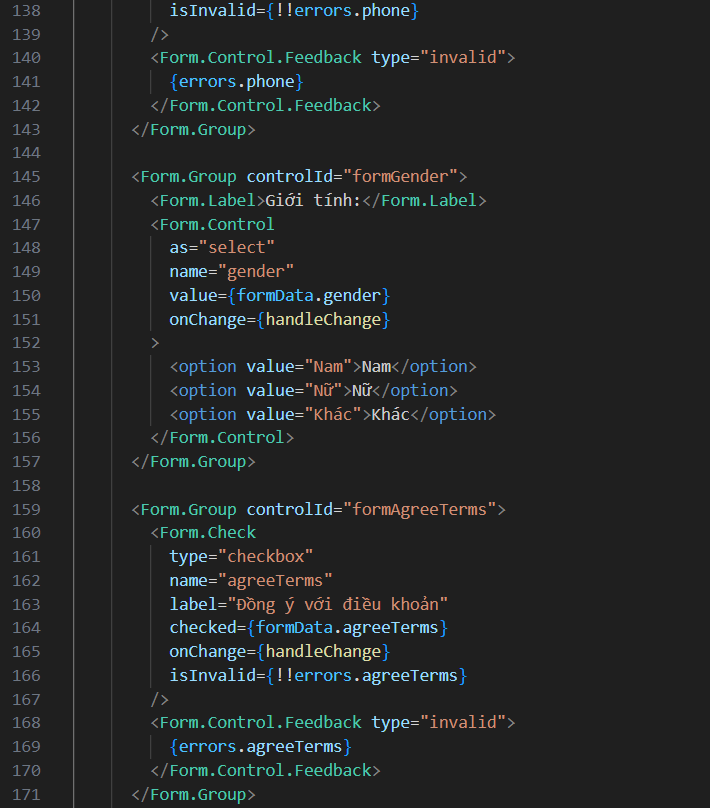 138 isInvalid={!!errors.phone}
139 />
140 <Form.Control.Feedback type="invalid">
141 {errors.phone}
142 </Form.Control.Feedback>
143 </Form.Group>
144
145 <Form.Group controlId="formGender">
146 <Form.Label>Giới tính:</Form.Label>
147 <Form.Control
148 as="select"
149 name="gender"
150 value={formData.gender}
151 onChange={handleChange}
152 >
153 <option value="Nam">Nam</option>
154 <option value="Nữ">Nữ</option>
155 <option value="Khác">Khác</option>
156 </Form.Control>
157 </Form.Group>
158
159 <Form.Group controlId="formAgreeTerms">
160 <Form.Check
161 type="checkbox"
162 name="agreeTerms"
163 label="Đồng ý với điều khoản"
164 checked={formData.agreeTerms}
165 onChange={handleChange}
166 isInvalid={!!errors.agreeTerms}
167 />
168 <Form.Control.Feedback type="invalid">
169 {errors.agreeTerms}
170 </Form.Control.Feedback>
171 </Form.Group>